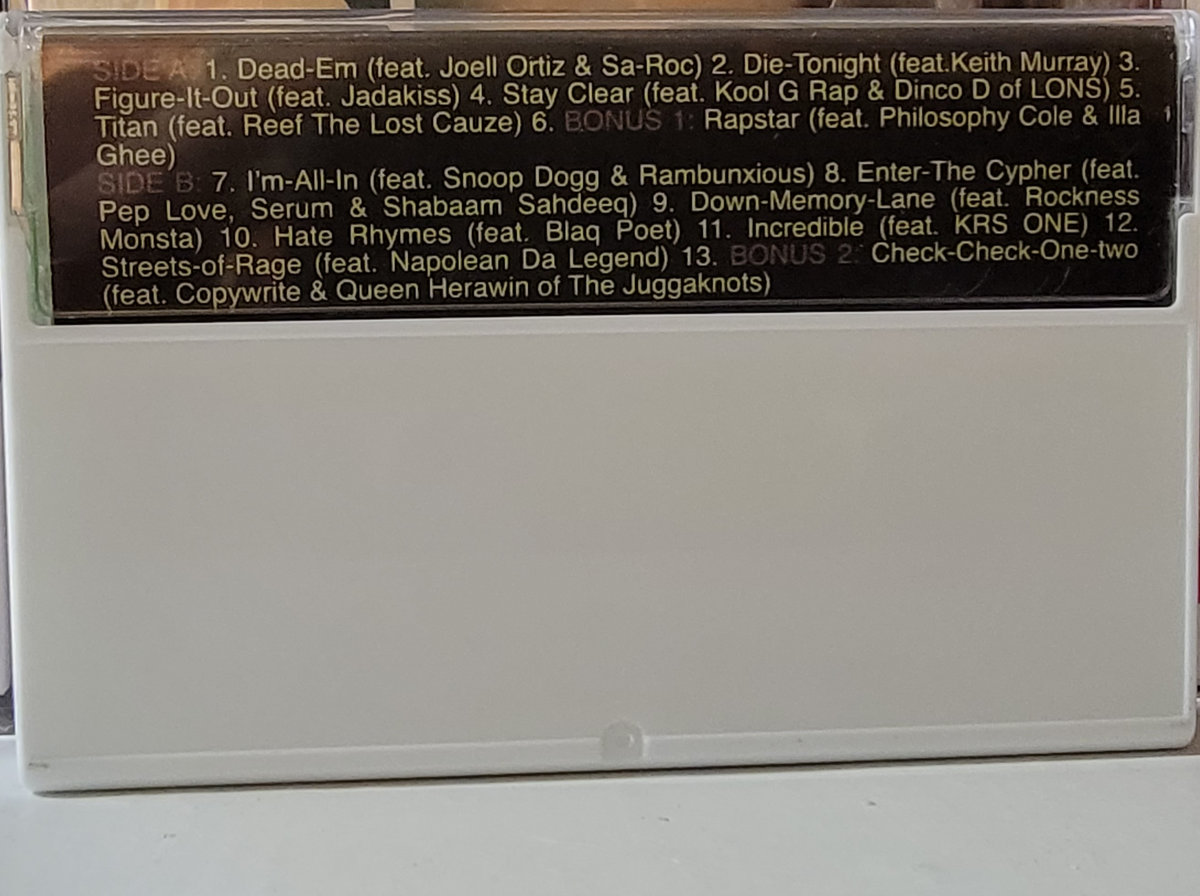 SIDE A: 1. Dead-Em (feat. Joell Ortiz & Sa-Roc) 2. Die-Tonight (feat.Keith Murray) 3.
Figure-It-Out (feat. Jadakiss) 4. Stay Clear (feat. Kool G Rap & Dinco D of LONS) 5.
Titan (feat. Reef The Lost Cauze) 6. BONUS 1: Rapstar (feat. Philosophy Cole & Illa
Ghee)
SIDE B: 7. I'm-All-In (feat. Snoop Dogg & Rambunxious) 8. Enter-The Cypher (feat.
Pep Love, Serum & Shabaam Sahdeeq) 9. Down-Memory-Lane (feat. Rockness
Monsta) 10. Hate Rhymes (feat. Blaq Poet) 11. Incredible (feat. KRS ONE) 12.
Streets-of-Rage (feat. Napolean Da Legend) 13. BONUS 2: Check-Check-One-two
(feat. Copywrite & Queen Herawin of The Juggaknots)